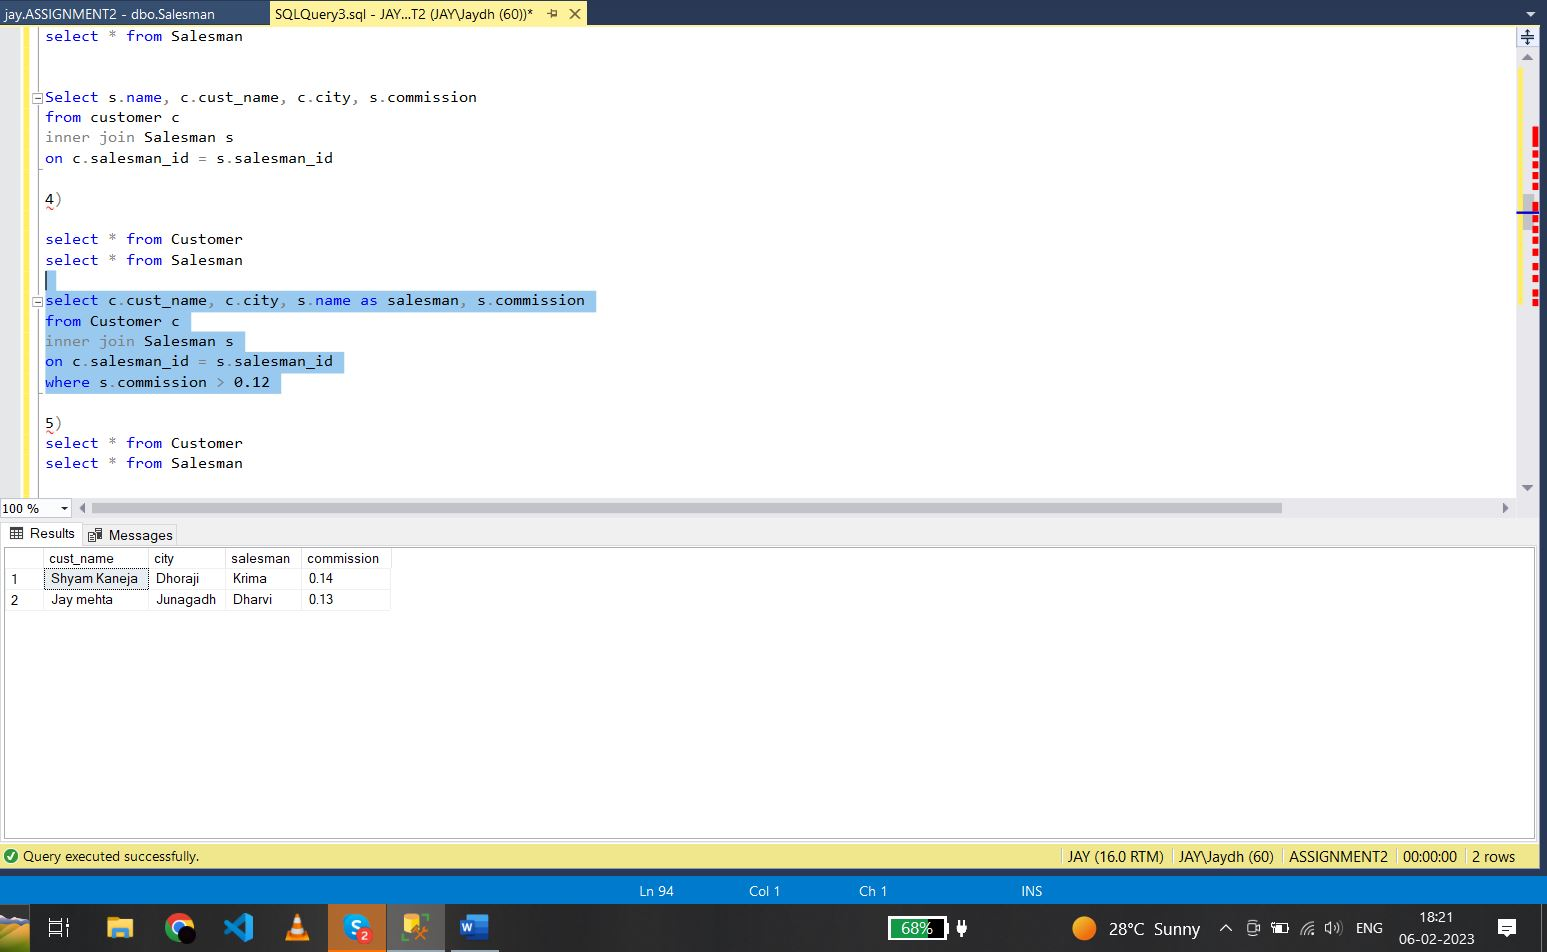 jay.ASSIGNMENT2 - dbo.Salesman SQLQuery3.sql - JAY...T2 (JAY\Jaydh (60))*
select * from Salesman
Select s.name, c.cust_name, c.city, s.commission
from customer c
inner join Salesman s
on c.salesman_id = s.salesman_id
4)
select * from Customer
select * from Salesman
select c.cust_name, c.city, s.name as salesman, s.commission
from Customer c
inner join Salesman s
on c.salesman_id = s.salesman_id
where s.commission > 0.12
5)
select * from Customer
select * from Salesman
100 %
Results Messages
cust_name city salesman commission
1 Shyam Kaneja Dhoraji Krima 0.14
2 Jay mehta Junagadh Dharvi 0.13
Query executed successfully. JAY (16.0 RTM) JAY\Jaydh (60) ASSIGNMENT2 00:00:00 2 rows
Ln 94 Col 1 Ch 1 INS
2 68% 28°C Sunny ENG 18:21
06-02-2023